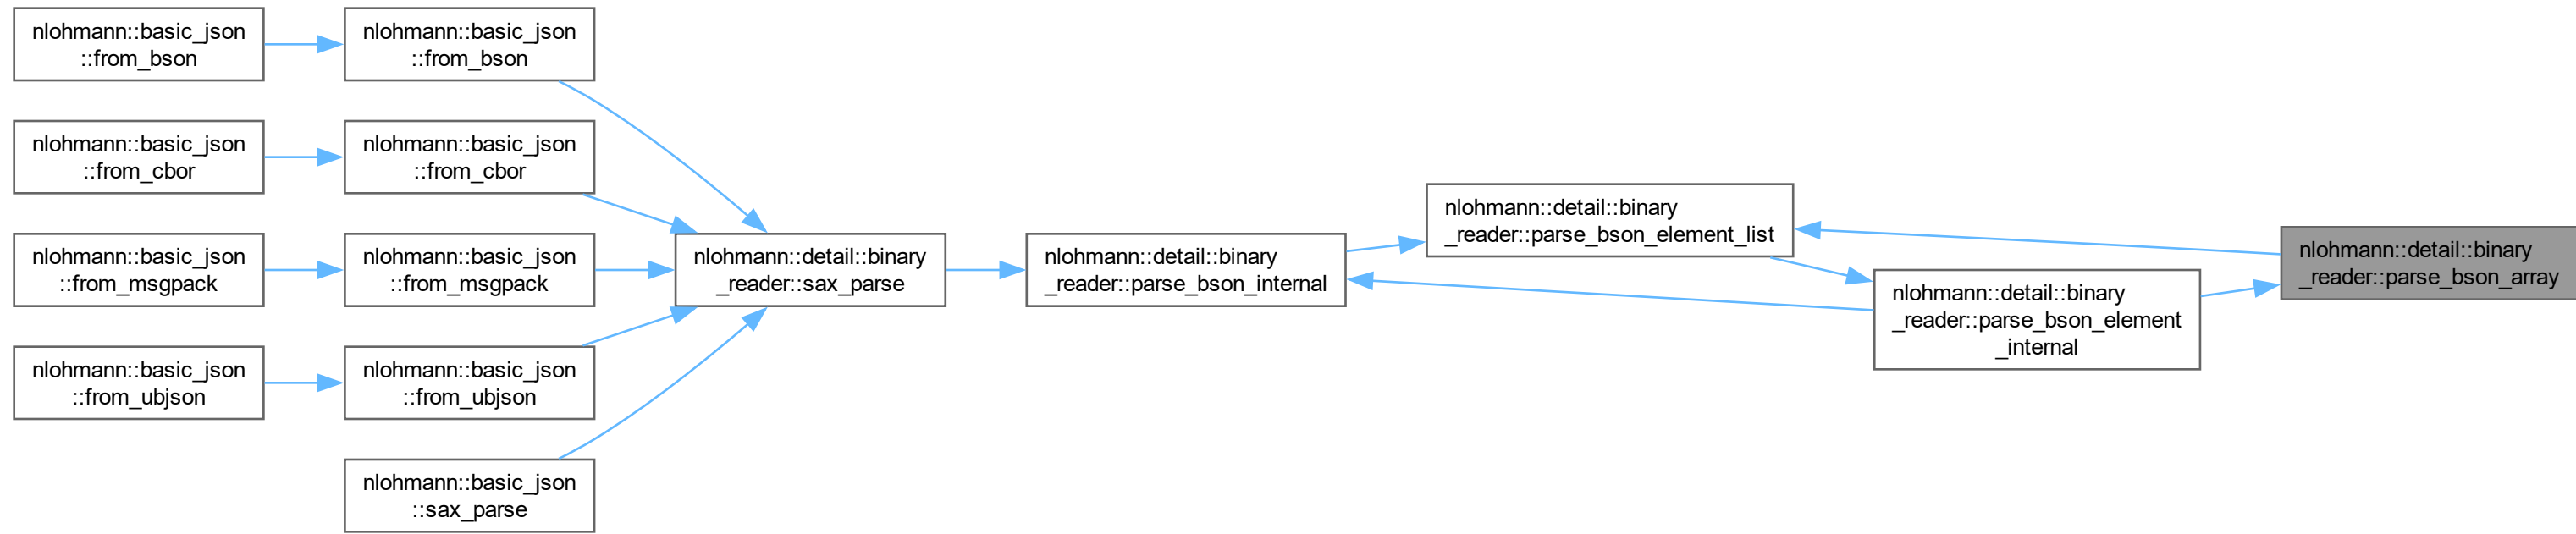 nlohmann::basic_json
::from_bson
nlohmann::basic_json
::from_bson
nlohmann::basic_json
::from_cbor
nlohmann::basic_json
::from_cbor
nlohmann::basic_json
::from_msgpack
nlohmann::basic_json
::from_msgpack
nlohmann::basic_json
::from_ubjson
nlohmann::basic_json
::from_ubjson
nlohmann::basic_json
::sax_parse
nlohmann::detail::binary
_reader::sax_parse
nlohmann::detail::binary
_reader::parse_bson_internal
nlohmann::detail::binary
_reader::parse_bson_element_list
nlohmann::detail::binary
_reader::parse_bson_element
_internal
nlohmann::detail::binary
_reader::parse_bson_array